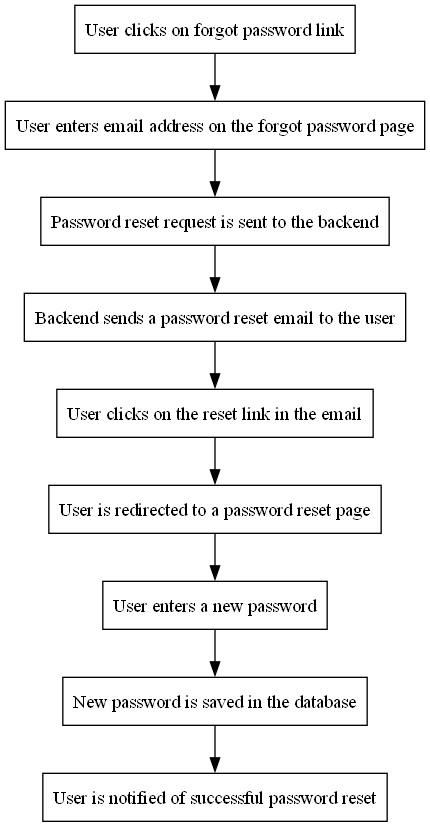 User clicks on forgot password link
User enters email address on the forgot password page
Password reset request is sent to the backend
Backend sends a password reset email to the user
User clicks on the reset link in the email
User is redirected to a password reset page
User enters a new password
New password is saved in the database
User is notified of successful password reset